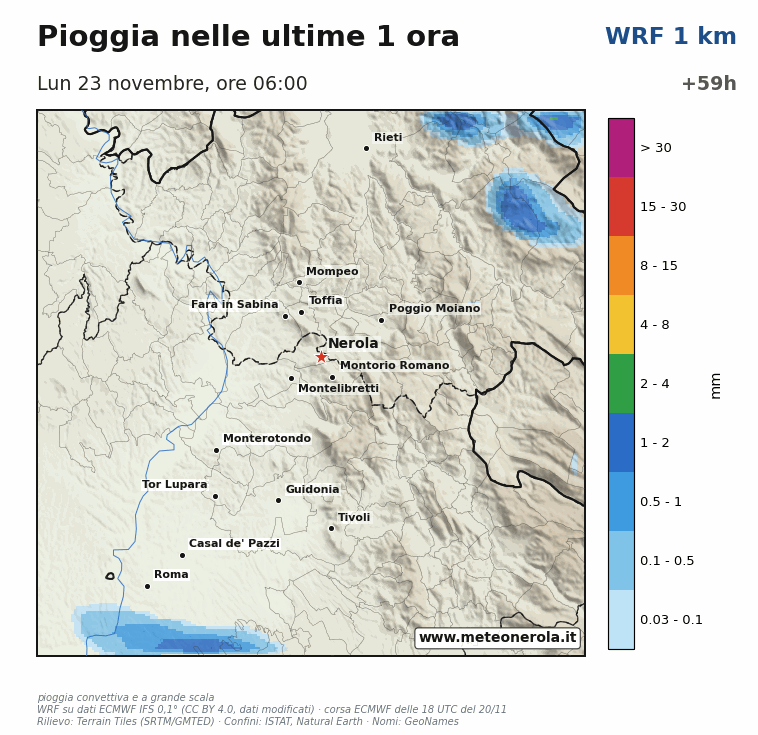 Pioggia nelle ultime 1 ora
WRF 1 km
Lun 23 novembre, ore 06:00
+59h
Rieti
Mompeo
Toffia
Fara in Sabina
Poggio Moiano
Nerola
Montorio Romano
Montelibretti
Monterotondo
Tor Lupara
Guidonia
Tivoli
Casal de' Pazzi
Roma
www.meteonerola.it
> 30
15 - 30
8 - 15
4 - 8
2 - 4
1 - 2
0.5 - 1
0.1 - 0.5
0.03 - 0.1
mm
pioggia convettiva e a grande scala
WRF su dati ECMWF IFS 0,1° (CC BY 4.0, dati modificati) · corsa ECMWF delle 18 UTC del 20/11
Rilievo: Terrain Tiles (SRTM/GMTED) · Confini: ISTAT, Natural Earth · Nomi: GeoNames